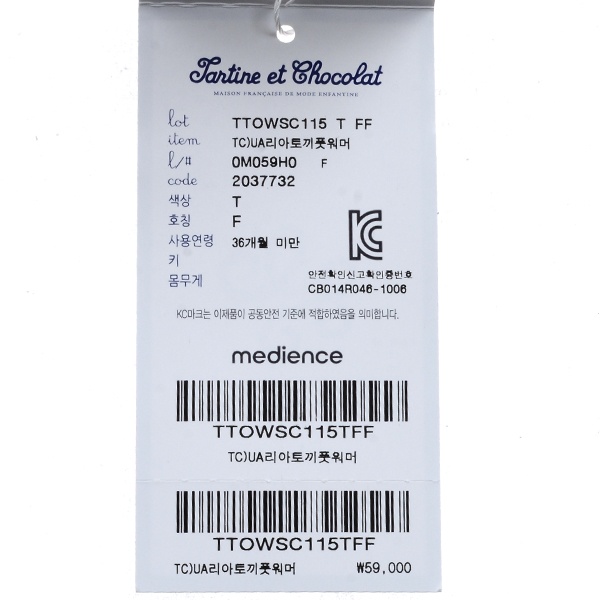 Tartine et Chocolat
MAISON FRANÇAISE DE MODE ENFANTINE
lot TTOWSC115 T FF
item TC)UA리아토끼풋워머
l/# 0M059H0 F
code 2037732
색상 T
호칭 F
사용연령 36개월 미만
키
몸무게
KC
안전확인신고확인증번호
CB014R046-1006
KC마크는 이제품이 공동안전 기준에 적합하였음을 의미합니다.
medience
TTOWSC115TFF
TC)UA리아토끼풋워머
TTOWSC115TFF
TC)UA리아토끼풋워머 ₩59,000